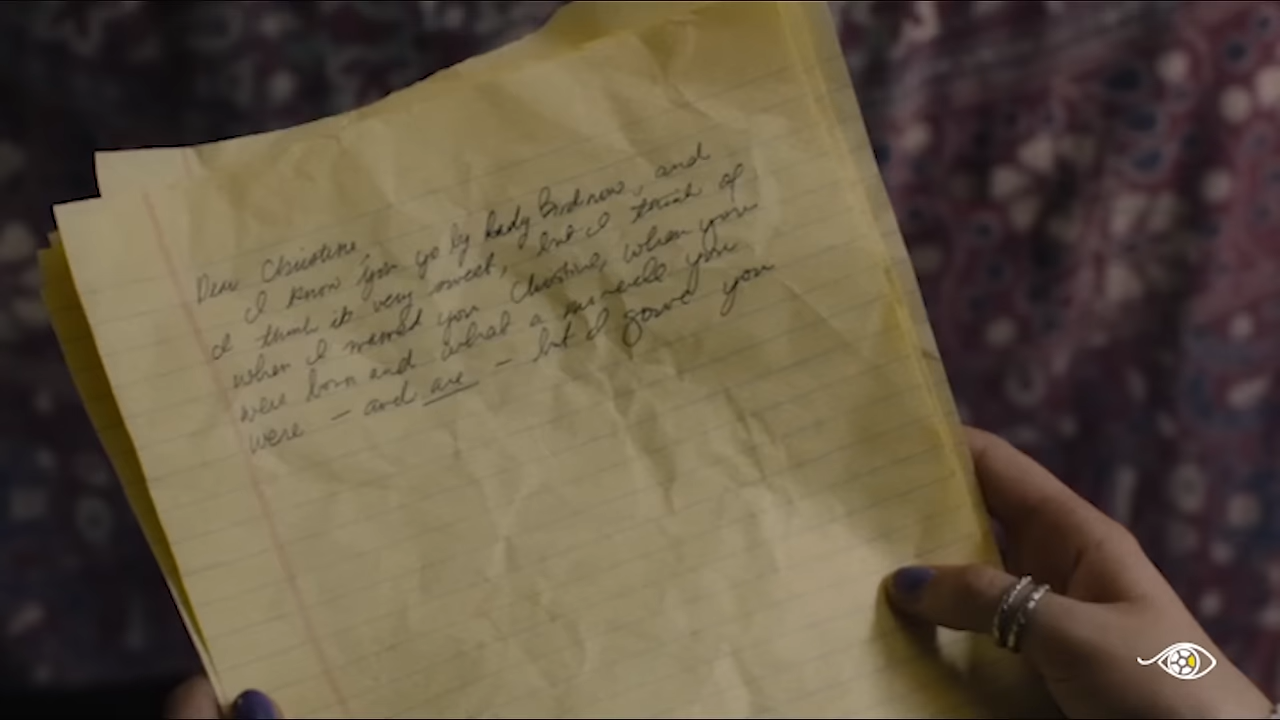 Dear Christine,
I know you go by Lady Bird now, and
I think it's very sweet, but I think of
when I named you Christine, when you
were born and what a miracle you
were – and are – but I gave you